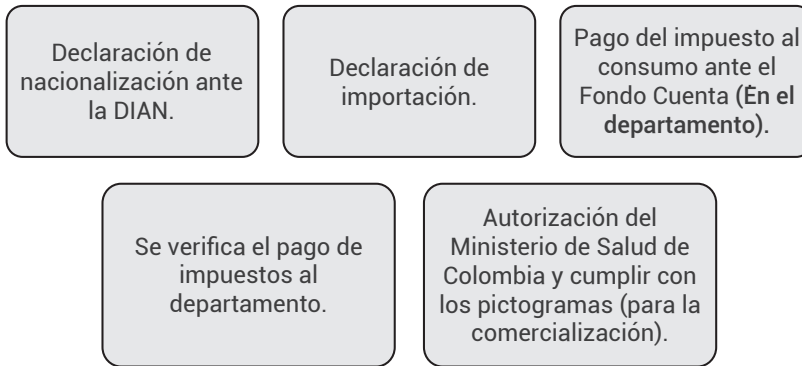 Declaración de
nacionalización ante
la DIAN.
Declaración de
importación.
Pago del impuesto al
consumo ante el
Fondo Cuenta (En el
departamento).
Se verifica el pago de
impuestos al
departamento.
Autorización del
Ministerio de Salud de
Colombia y cumplir con
los pictogramas (para la
comercialización).